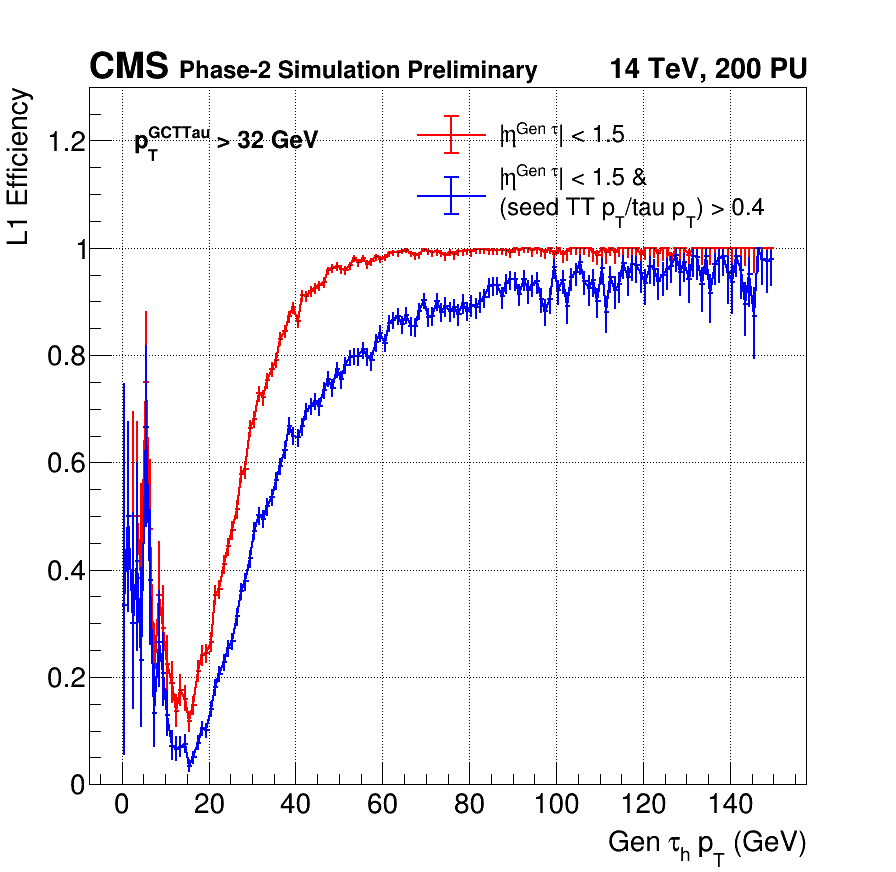 CMS Phase-2 Simulation Preliminary 14 TeV, 200 PU
L1 Efficiency
p_T^GCTTau > 32 GeV
|η^Gen τ| < 1.5
|η^Gen τ| < 1.5 &
(seed TT p_T/tau p_T) > 0.4
1.2
1
0.8
0.6
0.4
0.2
0
0 20 40 60 80 100 120 140
Gen τ_h p_T (GeV)